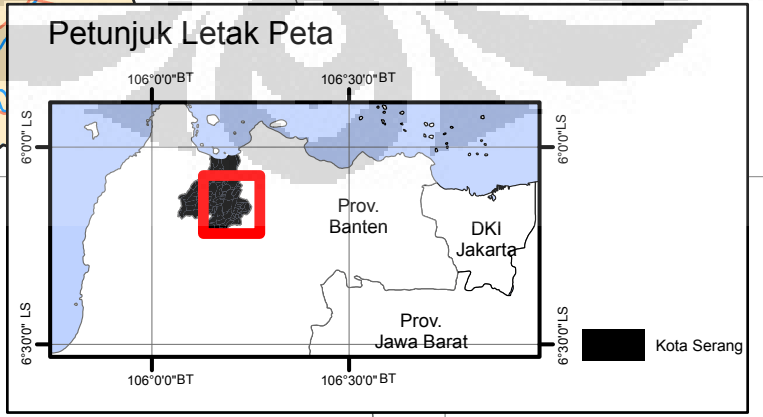 Petunjuk Letak Peta
106°0'0"BT 106°30'0"BT
6°0'0" LS 6°0'0" LS
Prov.
Banten
DKI
Jakarta
Prov.
Jawa Barat
6°30'0" LS 6°30'0" LS
Kota Serang
106°0'0"BT 106°30'0"BT